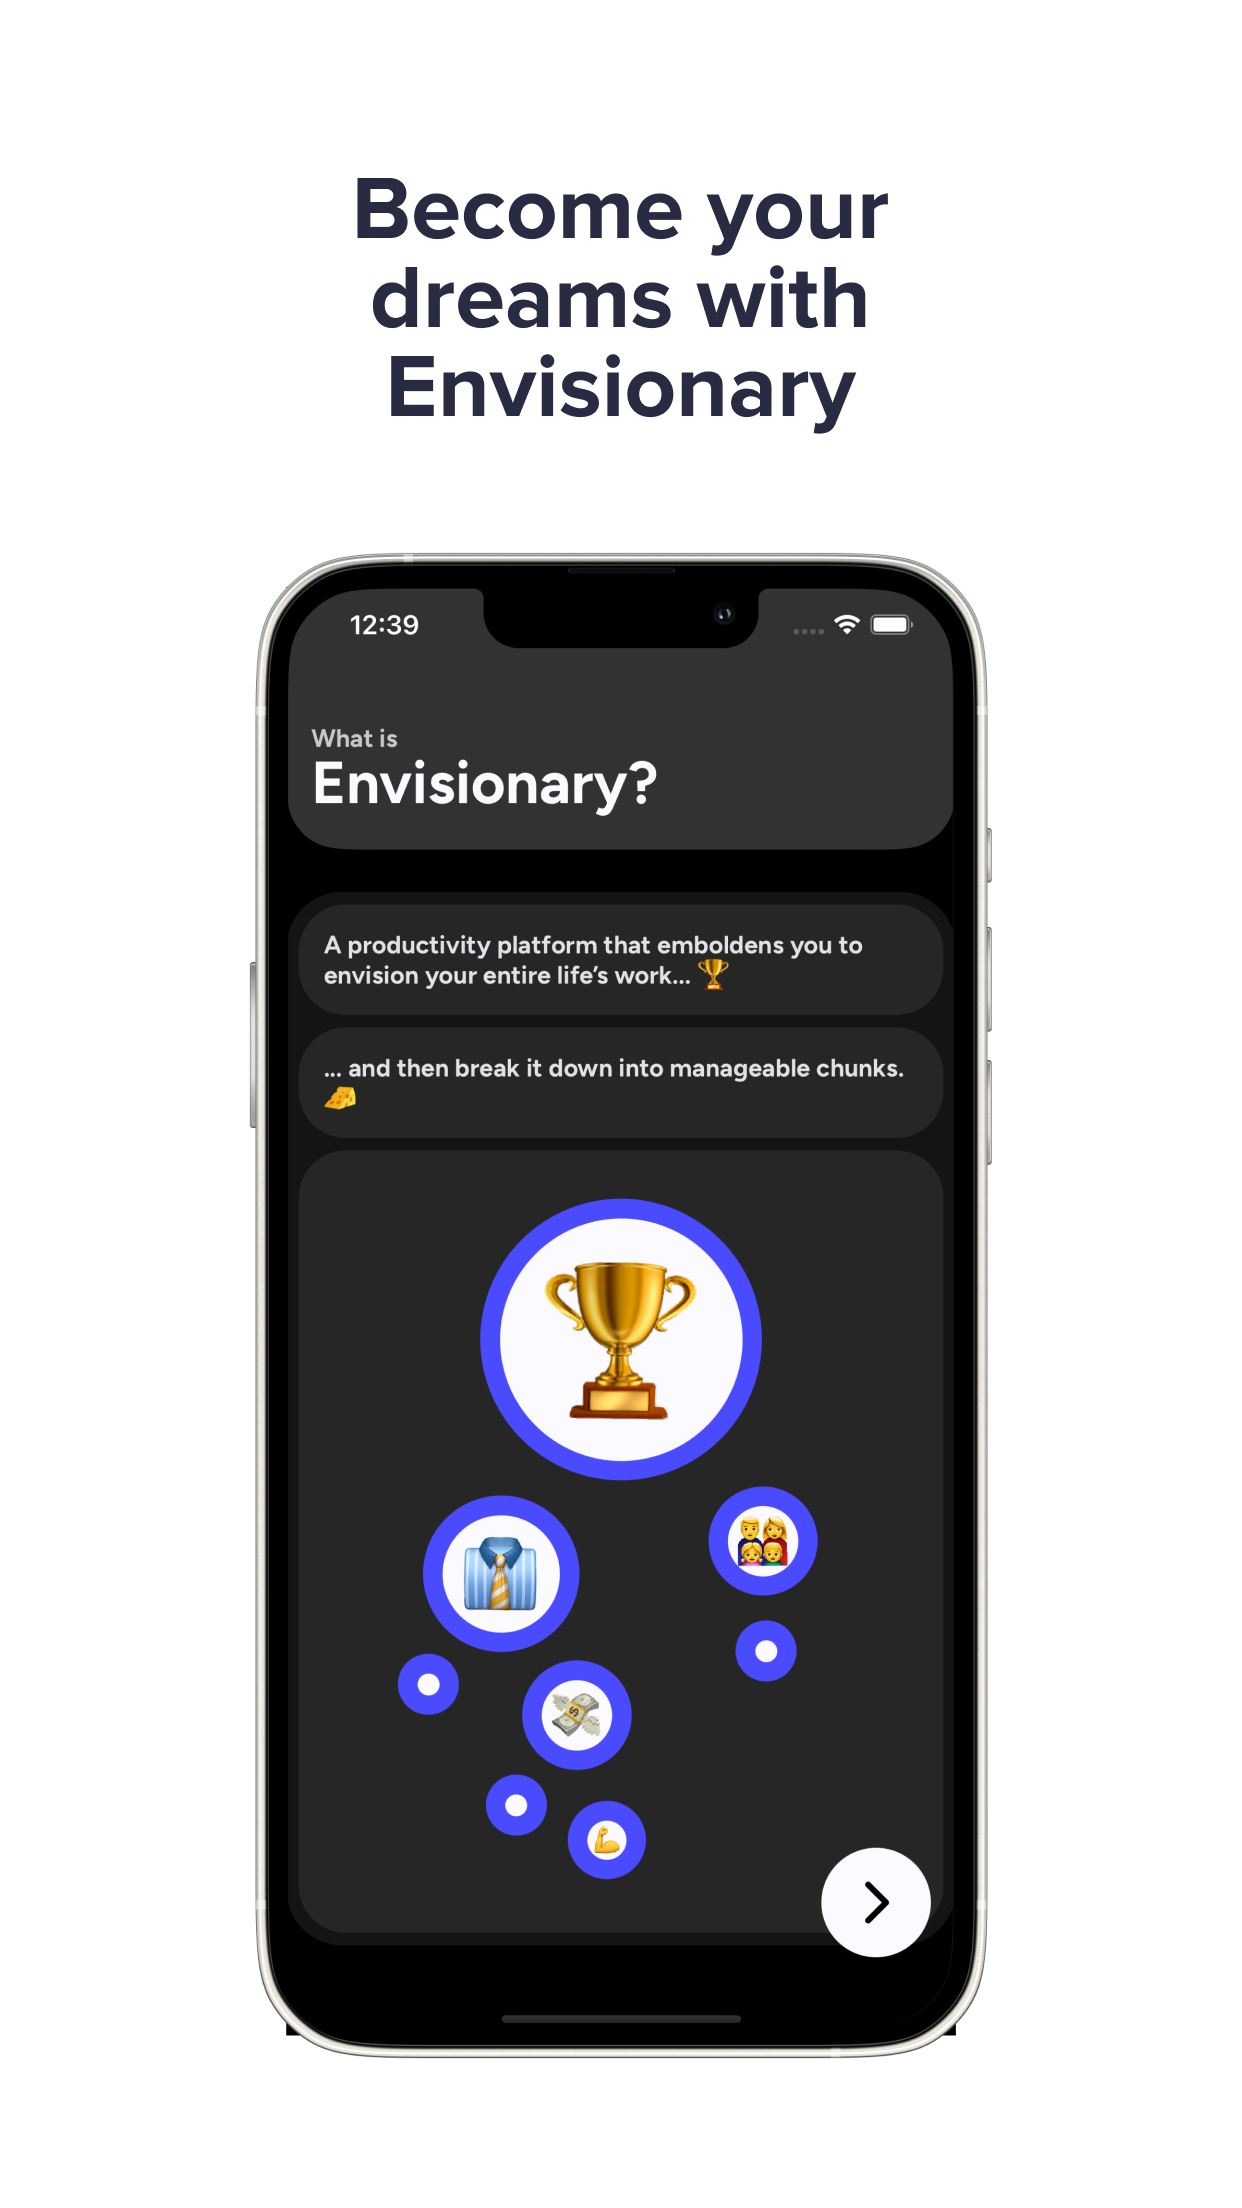 Become your
dreams with
Envisionary
12:39
What is
Envisionary?
A productivity platform that emboldens you to
envision your entire life’s work... 🏆
... and then break it down into manageable chunks.
🧀